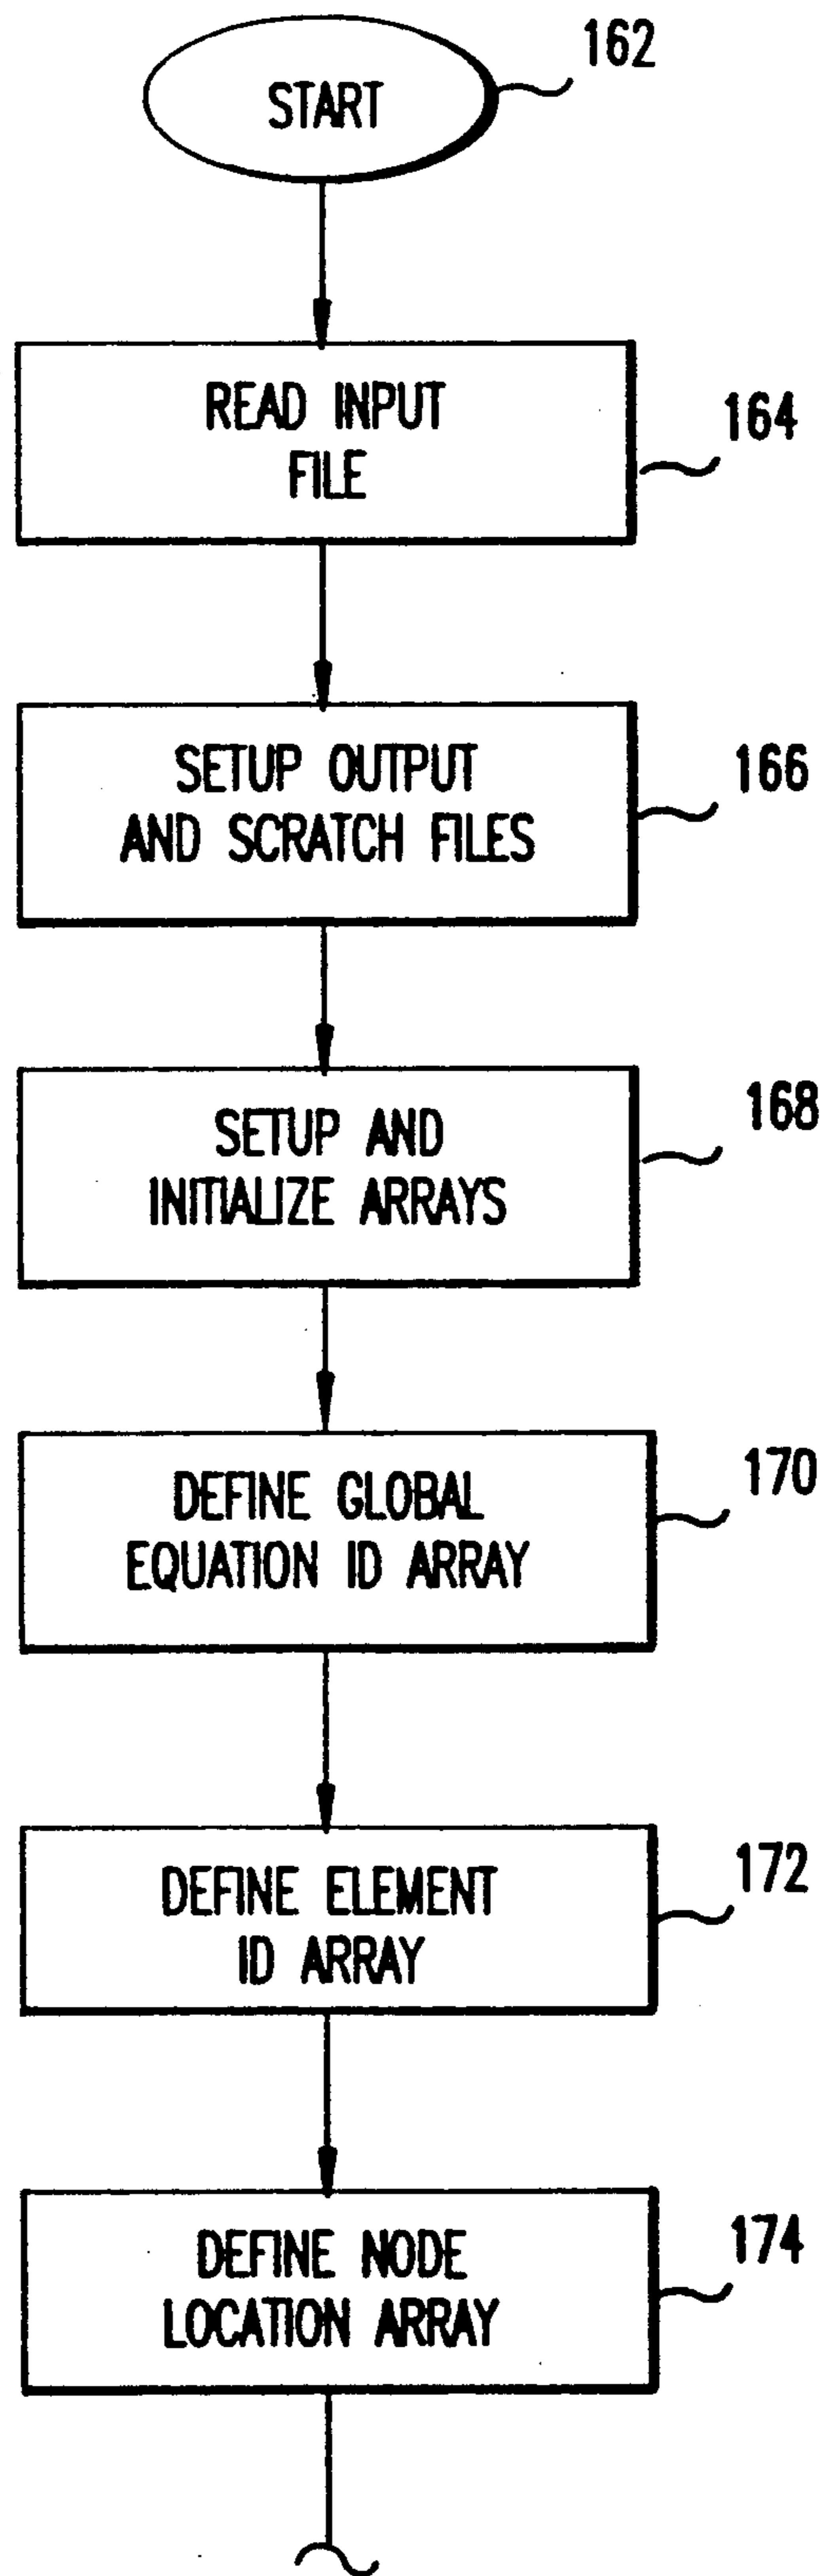 START
162
READ INPUT
FILE
164
SETUP OUTPUT
AND SCRATCH FILES
166
SETUP AND
INITIALIZE ARRAYS
168
DEFINE GLOBAL
EQUATION ID ARRAY
170
DEFINE ELEMENT
ID ARRAY
172
DEFINE NODE
LOCATION ARRAY
174